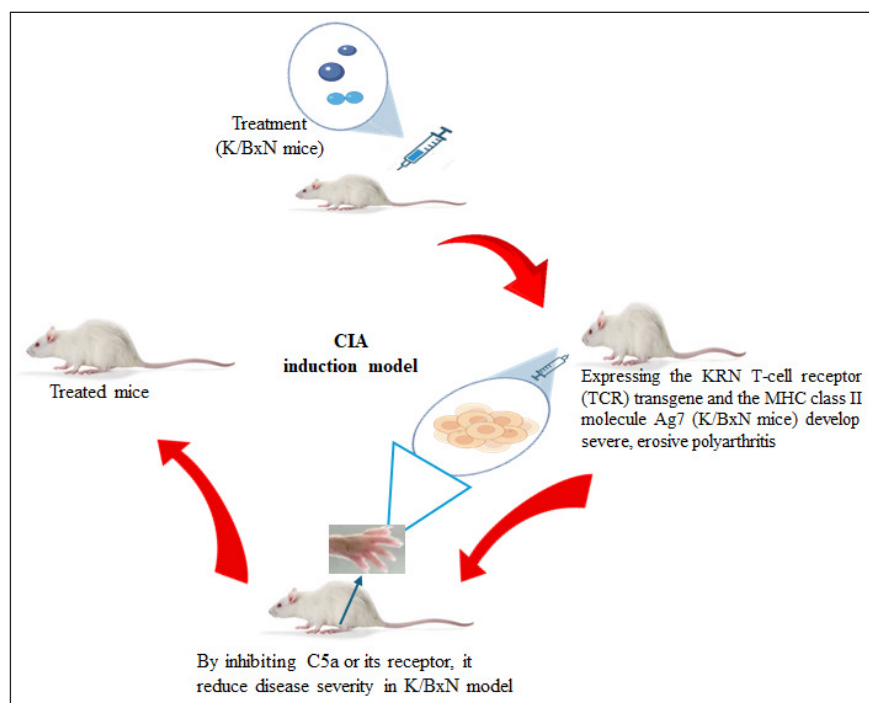 Treatment
(K/BxN mice)
CIA
induction model
Treated mice
Expressing the KRN T-cell receptor
(TCR) transgene and the MHC class II
molecule Ag7 (K/BxN mice) develop
severe, erosive polyarthritis
By inhibiting C5a or its receptor, it
reduce disease severity in K/BxN model